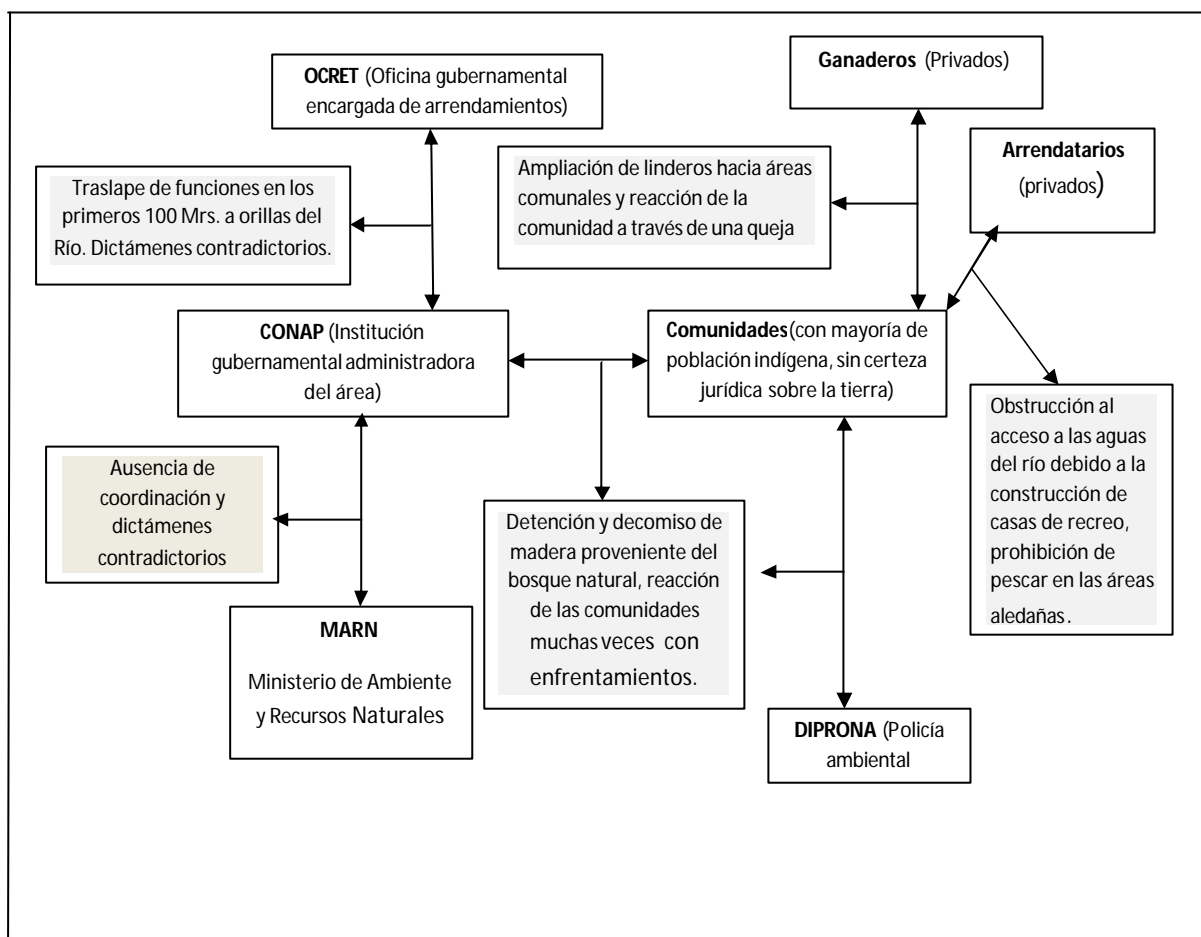 OCRET (Oficina gubernamental
encargada de arrendamientos)
Ganaderos (Privados)
Arrendatarios
(privados)
Traslape de funciones en los
primeros 100 Mrs. a orillas del
Río. Dictámenes contradictorios.
Ampliación de linderos hacia áreas
comunales y reacción de la
comunidad a través de una queja
CONAP (Institución
gubernamental administradora
del área)
Comunidades(con mayoría de
población indígena, sin certeza
jurídica sobre la tierra)
Obstrucción al
acceso a las aguas
del río debido a la
construcción de
casas de recreo,
prohibición de
pescar en las áreas
aledañas.
Ausencia de
coordinación y
dictámenes
contradictorios
Detención y decomiso de
madera proveniente del
bosque natural, reacción
de las comunidades
muchas veces con
enfrentamientos.
MARN
Ministerio de Ambiente
y Recursos Naturales
DIPRONA (Policía
ambiental